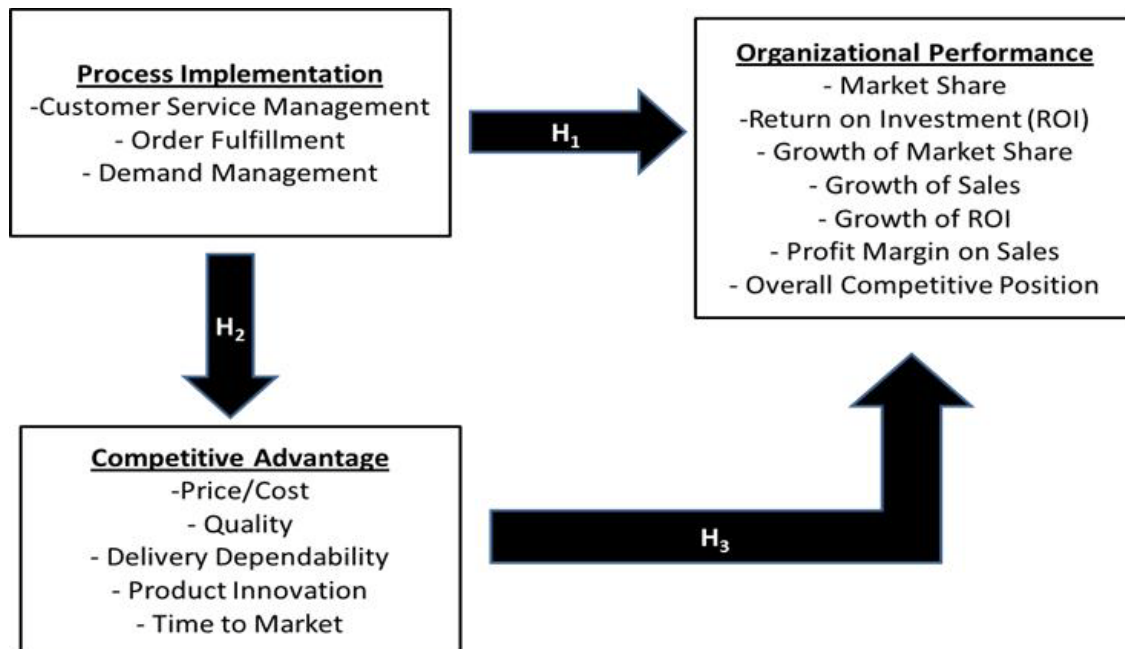 Process Implementation
-Customer Service Management
- Order Fulfillment
- Demand Management
H₁
Organizational Performance
- Market Share
-Return on Investment (ROI)
- Growth of Market Share
- Growth of Sales
- Growth of ROI
- Profit Margin on Sales
- Overall Competitive Position
H₂
Competitive Advantage
-Price/Cost
- Quality
- Delivery Dependability
- Product Innovation
- Time to Market
H₃